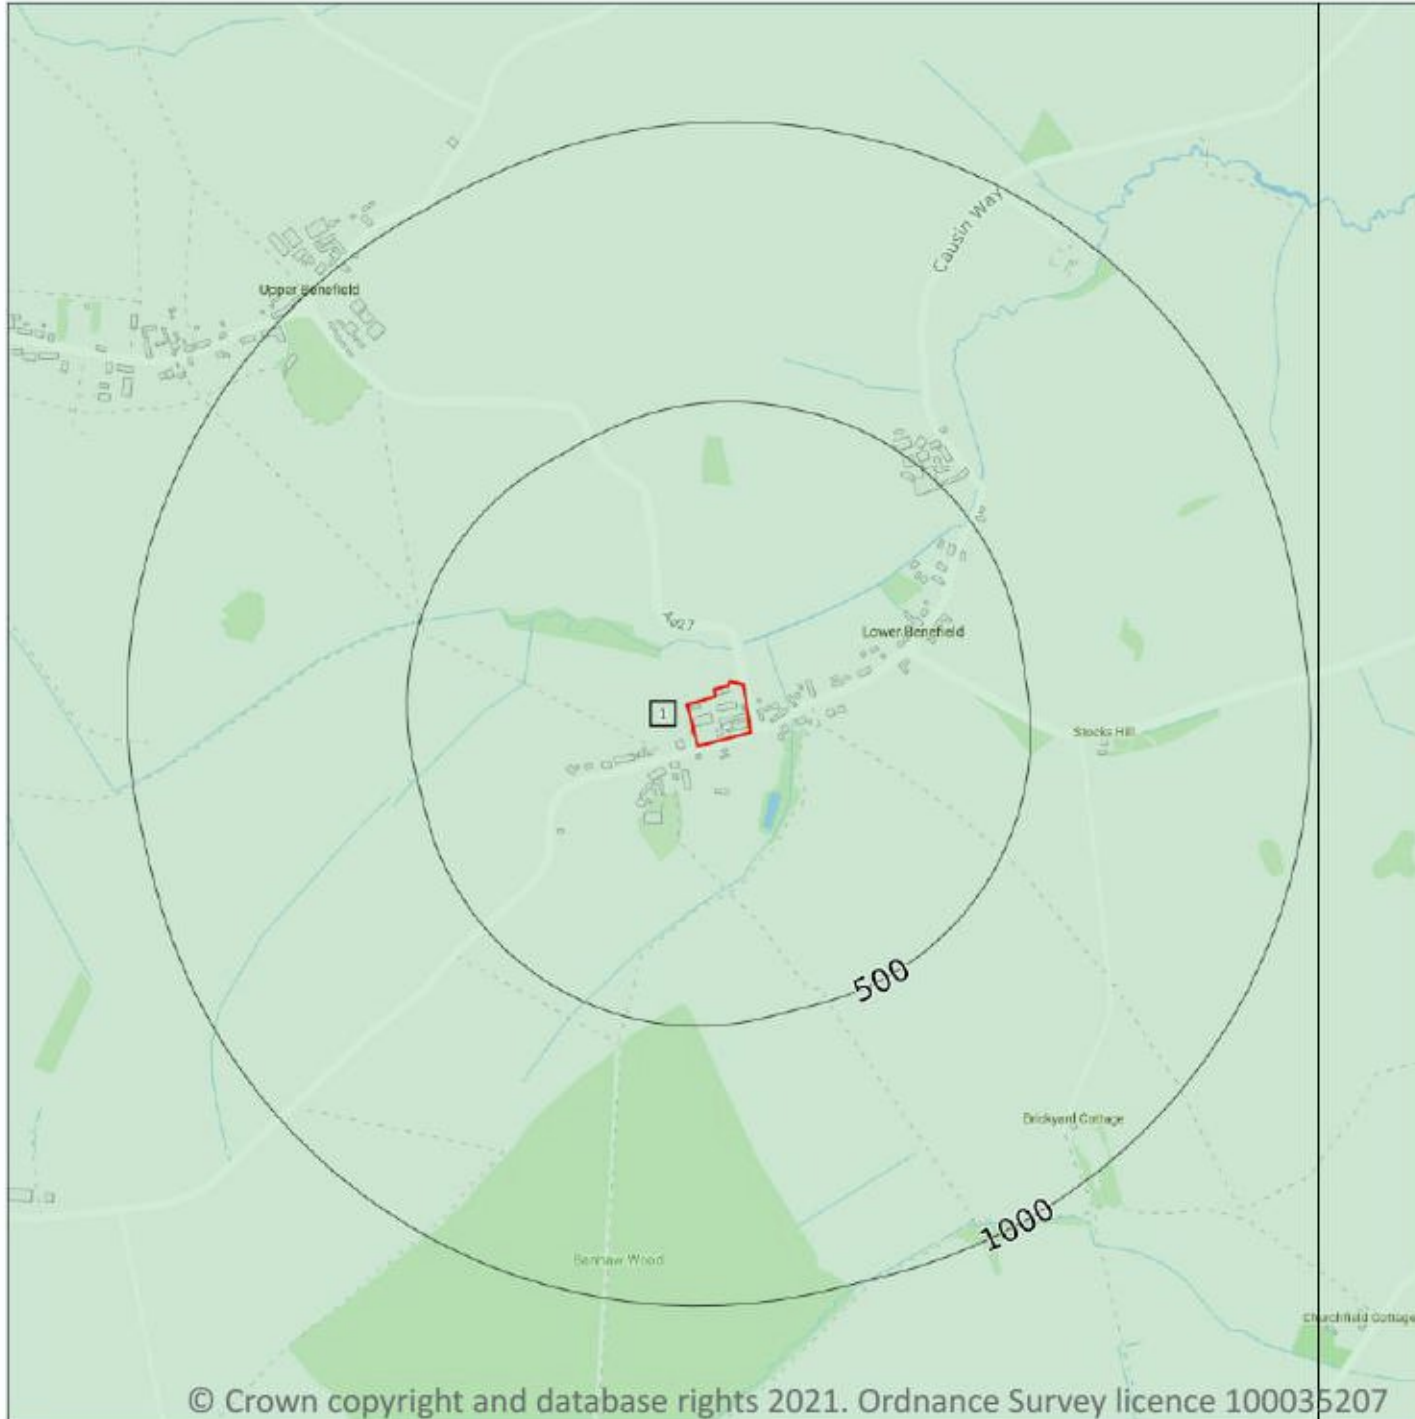 Causin Way
Upper Benefield
A427
Lower Benefield
1
Stocks Hill
500
Brickyard Cottage
1000
Banhaw Wood
Churchfield Cottage
© Crown copyright and database rights 2021. Ordnance Survey licence 100035207